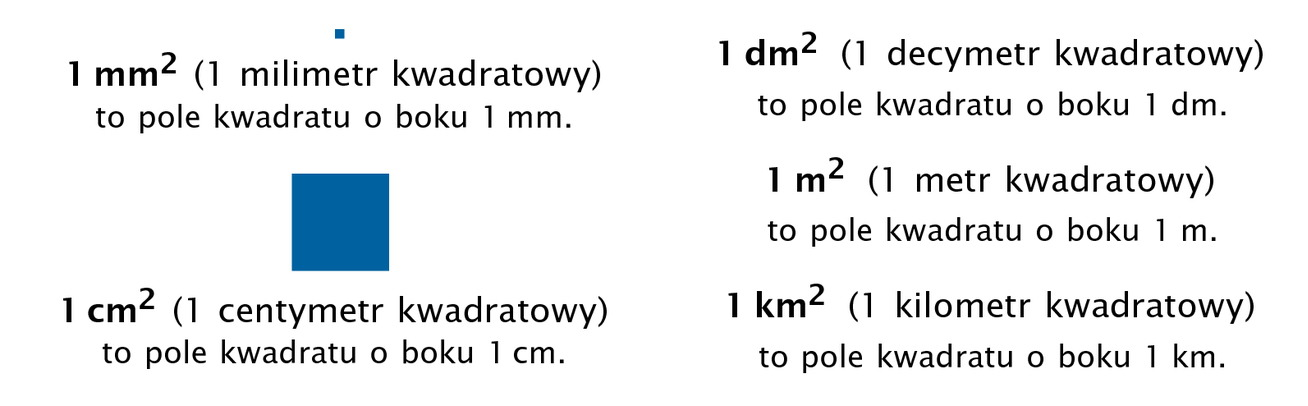 1 mm² (1 milimetr kwadratowy)
to pole kwadratu o boku 1 mm.
1 cm² (1 centymetr kwadratowy)
to pole kwadratu o boku 1 cm.
1 dm² (1 decymetr kwadratowy)
to pole kwadratu o boku 1 dm.
1 m² (1 metr kwadratowy)
to pole kwadratu o boku 1 m.
1 km² (1 kilometr kwadratowy)
to pole kwadratu o boku 1 km.